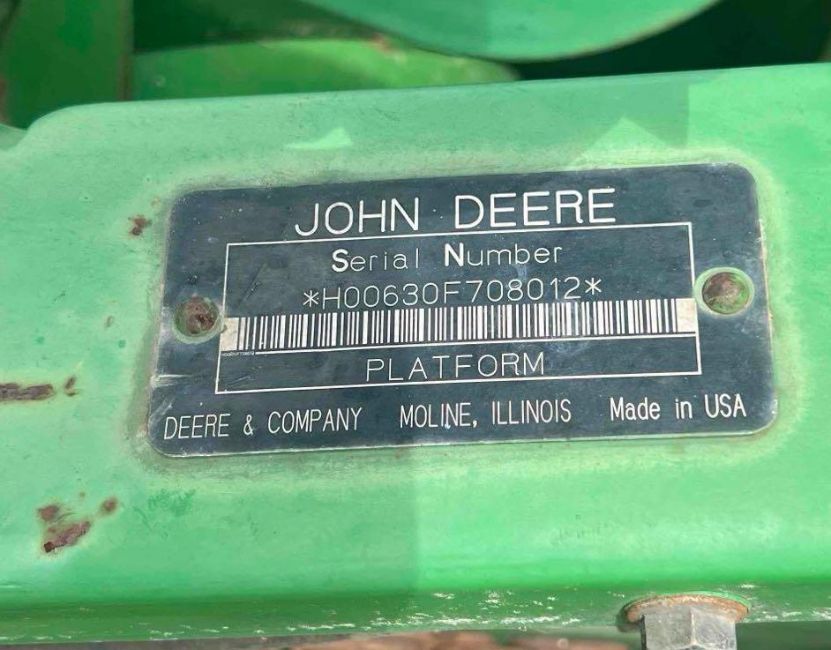 JOHN DEERE
Serial Number
*H00630F708012*
PLATFORM
DEERE & COMPANY MOLINE, ILLINOIS Made in USA